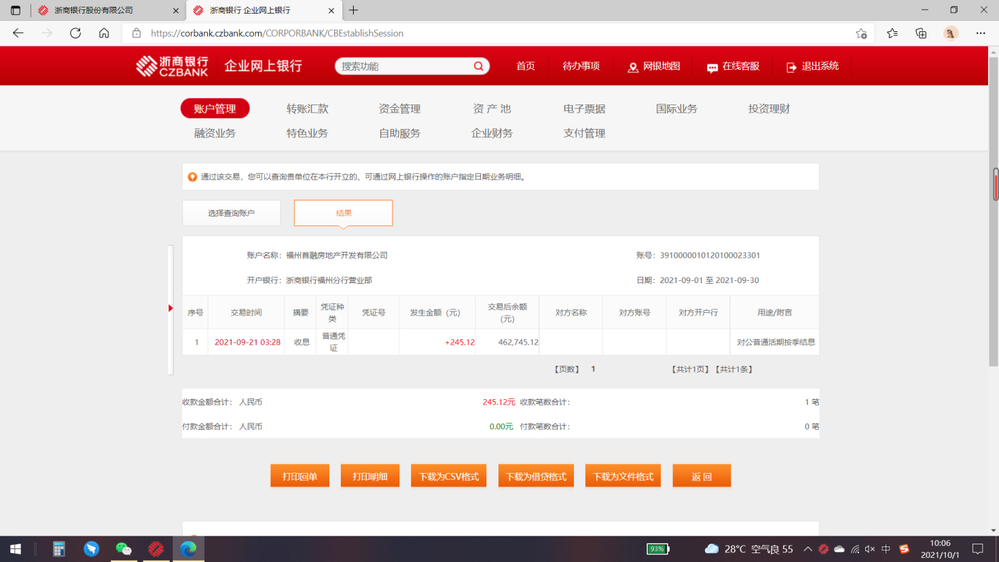 浙商银行股份有限公司
浙商银行 企业网上银行
https://corbank.czbank.com/CORPORBANK/CBEstablishSession
浙商银行 CZBANK 企业网上银行 搜索功能 首页 待办事项 网银地图 在线客服 退出系统
账户管理 转账汇款 资金管理 资 产 池 电子票据 国际业务 投资理财
融资业务 特色业务 自助服务 企业财务 支付管理
通过该交易，您可以查询贵单位在本行开立的、可通过网上银行操作的账户指定日期业务明细。
选择查询账户 结果
账户名称：福州首融房地产开发有限公司 账号：3910000010120100023301
开户银行：浙商银行福州分行营业部 日期：2021-09-01 至 2021-09-30
序号 交易时间 摘要 凭证种类 凭证号 发生金额（元） 交易后余额（元） 对方名称 对方账号 对方开户行 用途/附言
1 2021-09-21 03:28 收息 普通凭证 +245.12 462,745.12 对公普通活期按季结息
【页数】 1 【共计1页】【共计1条】
收款金额合计： 人民币 245.12元 收款笔数合计： 1 笔
付款金额合计： 人民币 0.00元 付款笔数合计： 0 笔
打印回单 打印明细 下载为CSV格式 下载为借贷格式 下载为文件格式 返 回
93% 28°C 空气良 55 中 10:06
2021/10/1